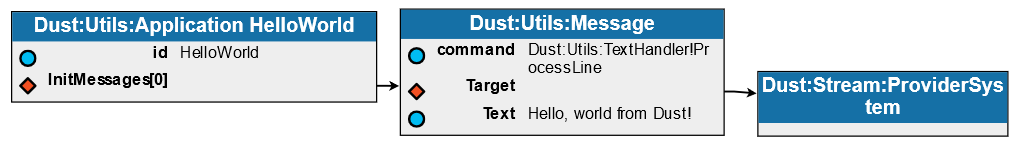 Dust:Utils:Application HelloWorld
id HelloWorld
InitMessages[0]
Dust:Utils:Message
command Dust:Utils:TextHandler!Pr
ocessLine
Target
Text Hello, world from Dust!
Dust:Stream:ProviderSys
tem